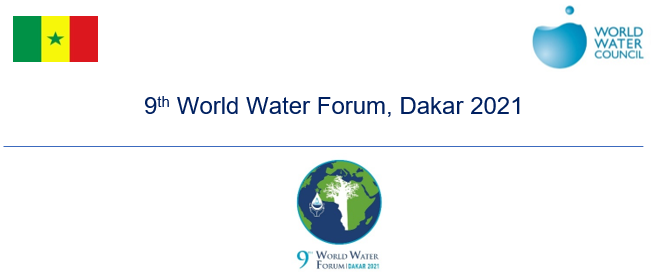 WORLD
WATER
COUNCIL
9th World Water Forum, Dakar 2021
9TH WORLD WATER
FORUM | DAKAR 2021